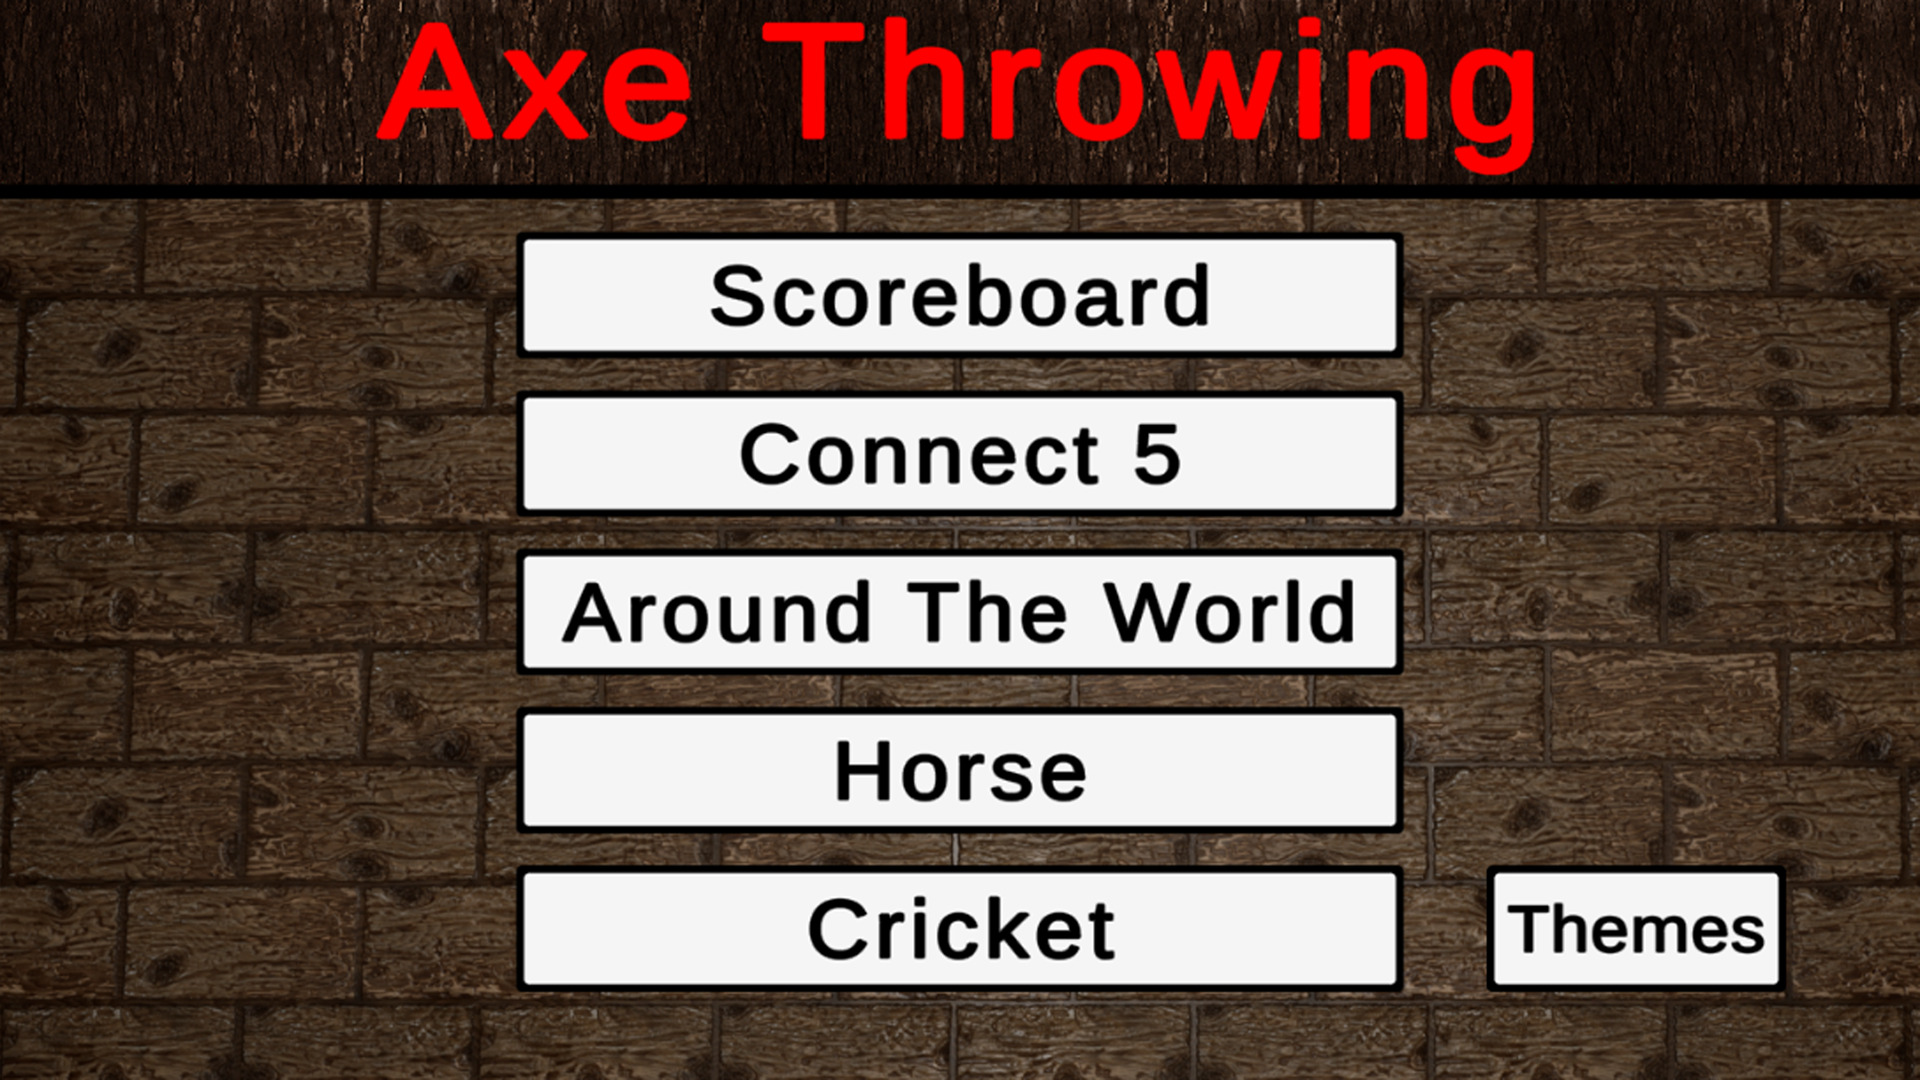 Axe Throwing
Scoreboard
Connect 5
Around The World
Horse
Cricket
Themes